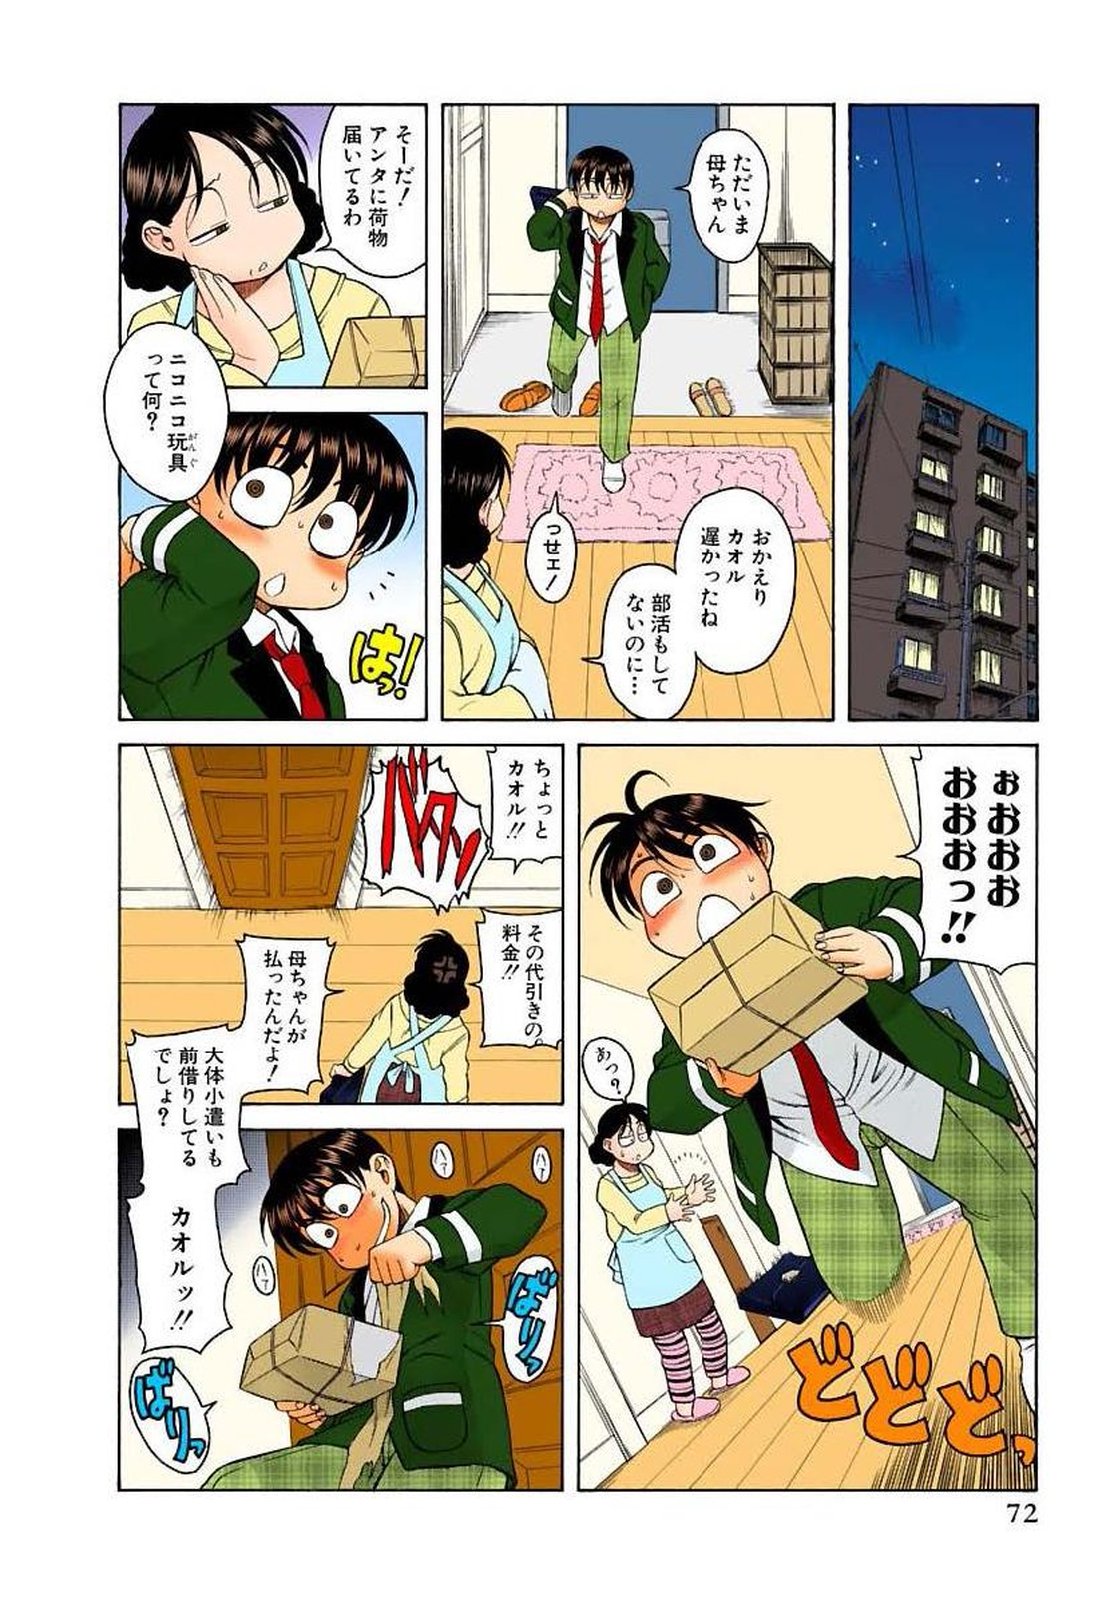 ただいま
母ちゃん
おかえり
カオル
遅かったね
部活もして
ないのに…
っせェ!
そーだ!
アンタに荷物
届いてるわ
ニコニコ玩具
がんぐ
って何?
はっ!
ぉおおお
おおおっ!!
あっ?
どどどっ
バタンッ
ちょっと
カオル!!
その代引きの
料金!!
母ちゃんが
払ったんだよ!
大体小遣いも
前借りしてる
でしょ?
カオルッ!!
ハァ
ハァ
ハァ
ばりっ
ばりっ
72